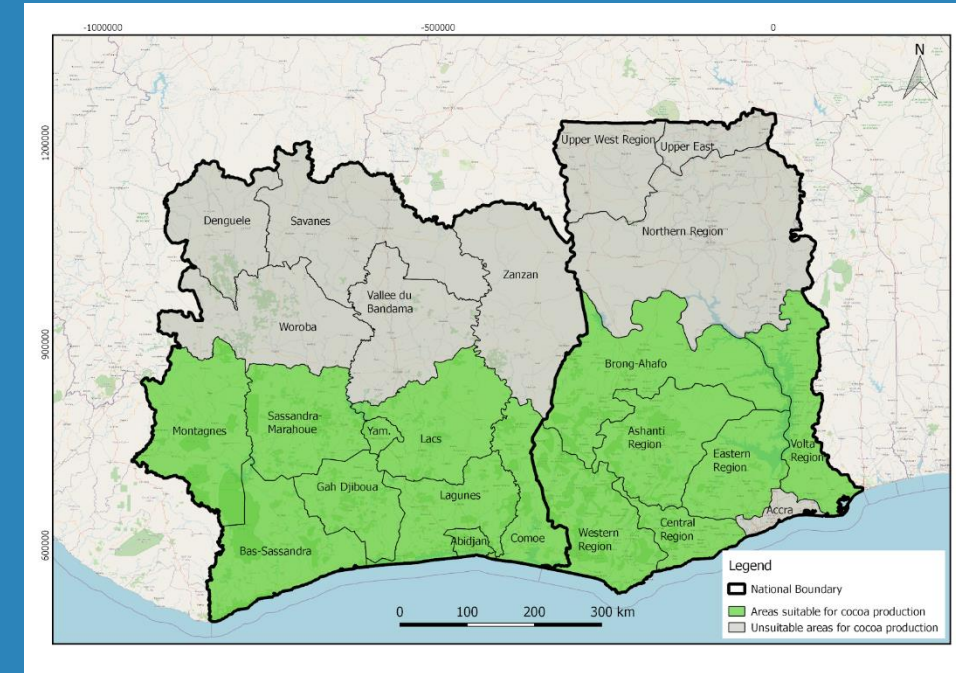 -1000000
-500000
0
N
1200000
900000
600000
Upper West Region
Upper East
Denguele
Savanes
Northern Region
Zanzan
Vallee du
Bandama
Woroba
Brong-Ahafo
Montagnes
Sassandra-
Marahoue
Yam.
Lacs
Ashanti
Region
Eastern
Region
Volta
Region
Gah Djiboua
Lagunes
Accra
Bas-Sassandra
Abidjan
Comoe
Western
Region
Central
Region
0 100 200 300 km
Legend
National Boundary
Areas suitable for cocoa production
Unsuitable areas for cocoa production